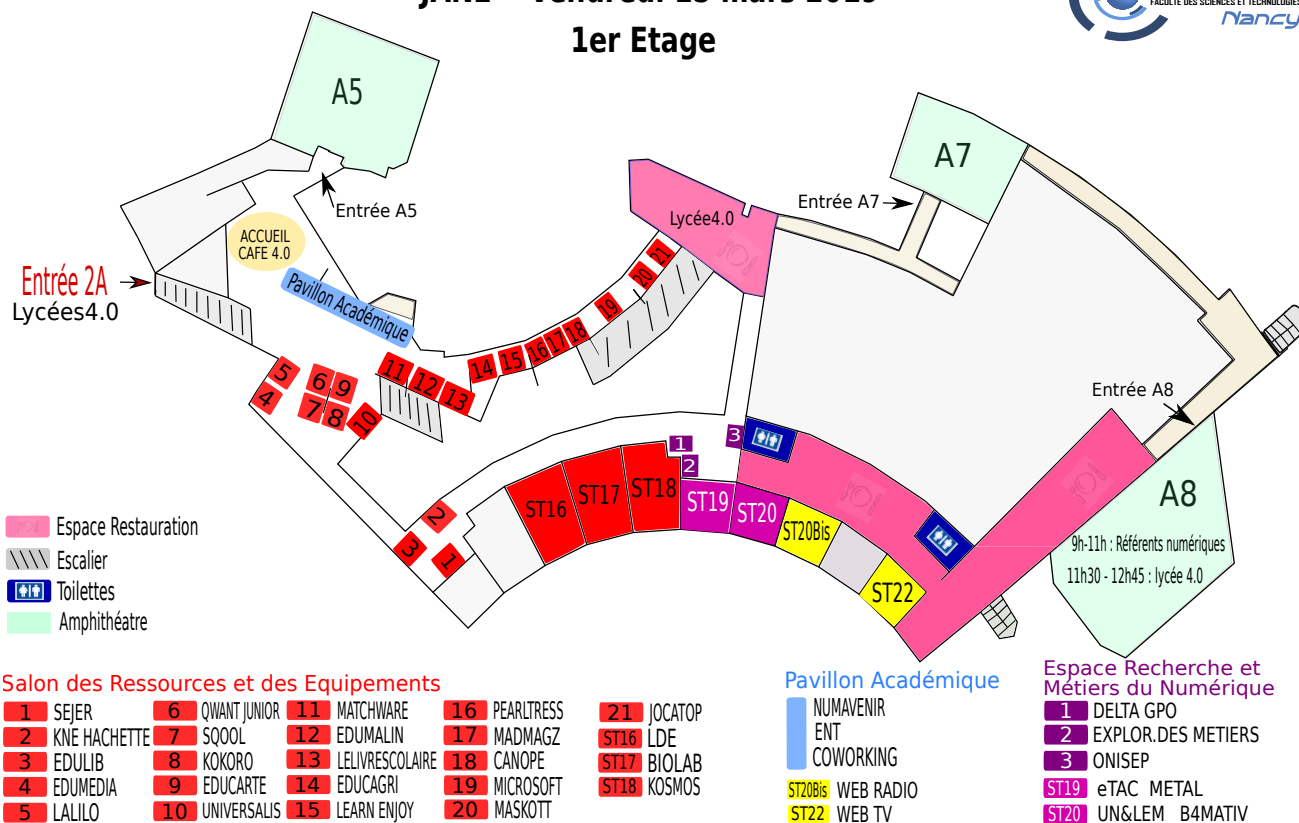 1er Etage
FACULTE DES SCIENCES ET TECHNOLOGIES
Nancy
A5
A7
Entrée A5
Entrée A7
Lycée4.0
ACCUEIL
CAFE 4.0
Entrée 2A
Lycées4.0
Pavillon Académique
21
20
19
18
17
16
15
14
11
12
13
5
4
6
9
7
8
10
Entrée A8
1
2
3
ST16
ST17
ST18
ST19
ST20
ST20Bis
ST22
A8
9h-11h : Référents numériques
11h30 - 12h45 : lycée 4.0
2
3
1
Espace Restauration
Escalier
Toilettes
Amphithéatre
Salon des Ressources et des Equipements
1 SEJER
2 KNE HACHETTE
3 EDULIB
4 EDUMEDIA
5 LALILO
6 QWANT JUNIOR
7 SQOOL
8 KOKORO
9 EDUCARTE
10 UNIVERSALIS
11 MATCHWARE
12 EDUMALIN
13 LELIVRESCOLAIRE
14 EDUCAGRI
15 LEARN ENJOY
16 PEARLTRESS
17 MADMAGZ
18 CANOPE
19 MICROSOFT
20 MASKOTT
21 JOCATOP
ST16 LDE
ST17 BIOLAB
ST18 KOSMOS
Pavillon Académique
NUMAVENIR
ENT
COWORKING
ST20Bis WEB RADIO
ST22 WEB TV
Espace Recherche et
Métiers du Numérique
1 DELTA GPO
2 EXPLOR.DES METIERS
3 ONISEP
ST19 eTAC METAL
ST20 UN&LEM B4MATIV